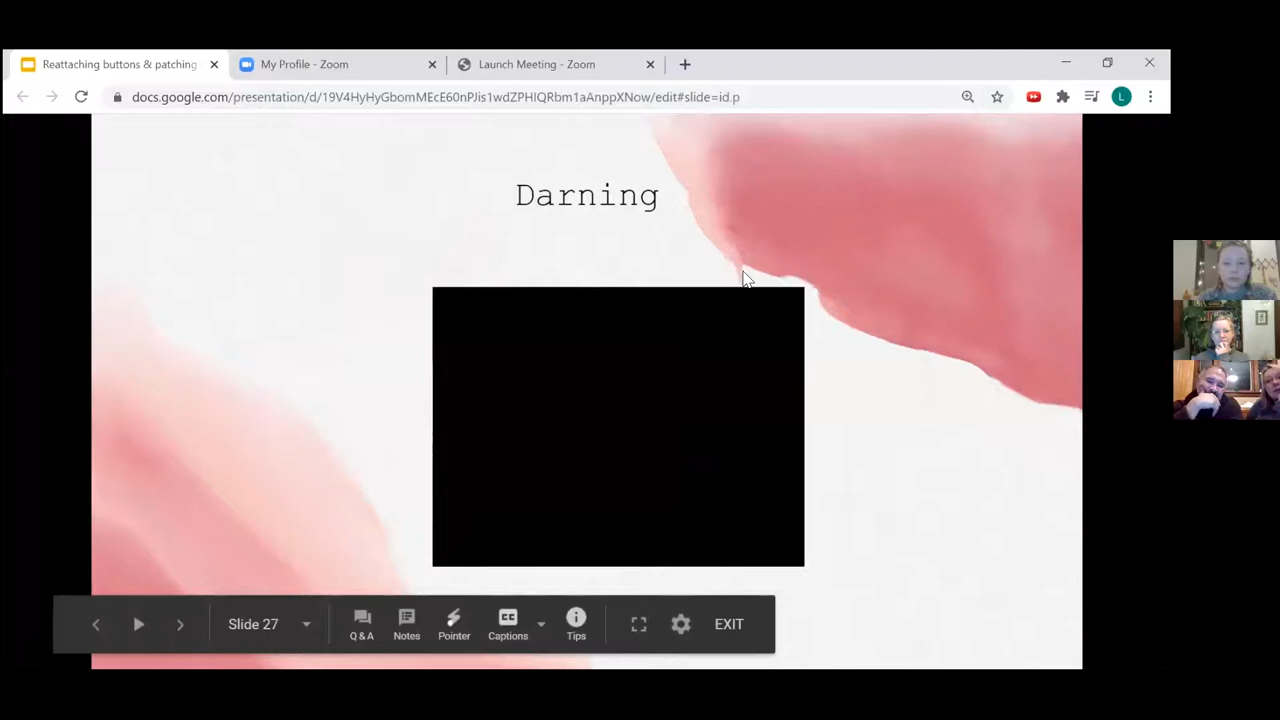 Reattaching buttons & patching
My Profile - Zoom
Launch Meeting - Zoom
docs.google.com/presentation/d/19V4HyHyGbomMEcE60nPJis1wdZPHIQRbm1aAnppXNow/edit#slide=id.p
L
Darning
Slide 27
Q & A
Notes
Pointer
CC
Captions
Tips
EXIT